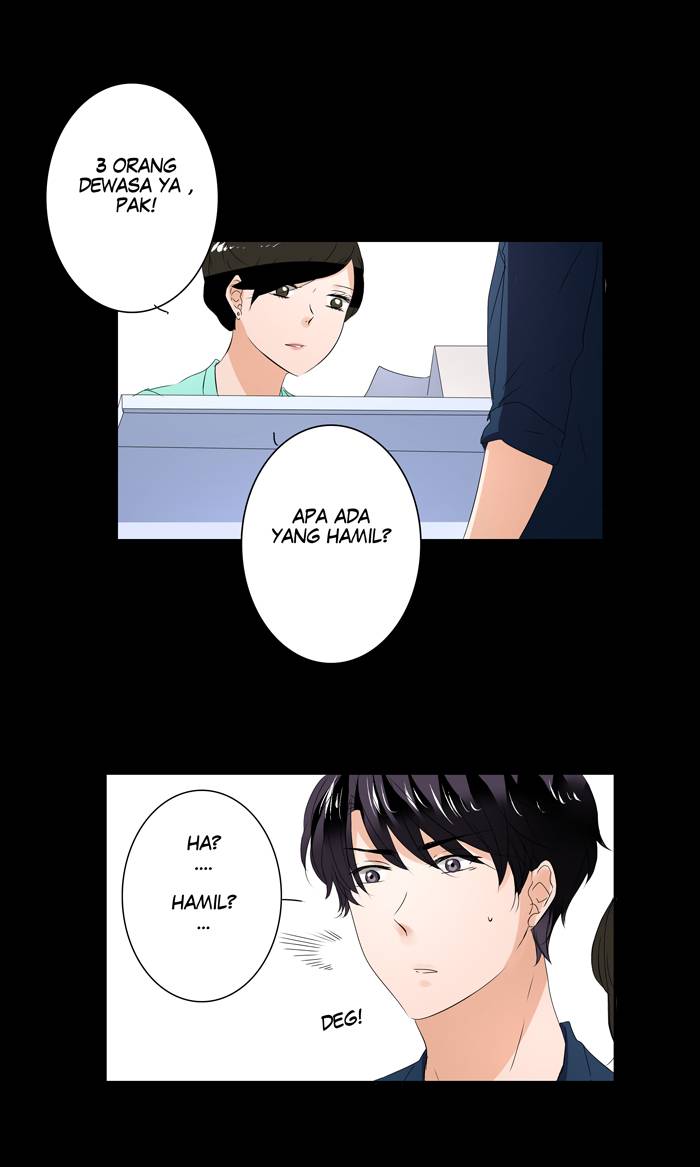 3 ORANG
DEWASA YA ,
PAK!
APA ADA
YANG HAMIL?
HA?
....
HAMIL?
...
DEG!